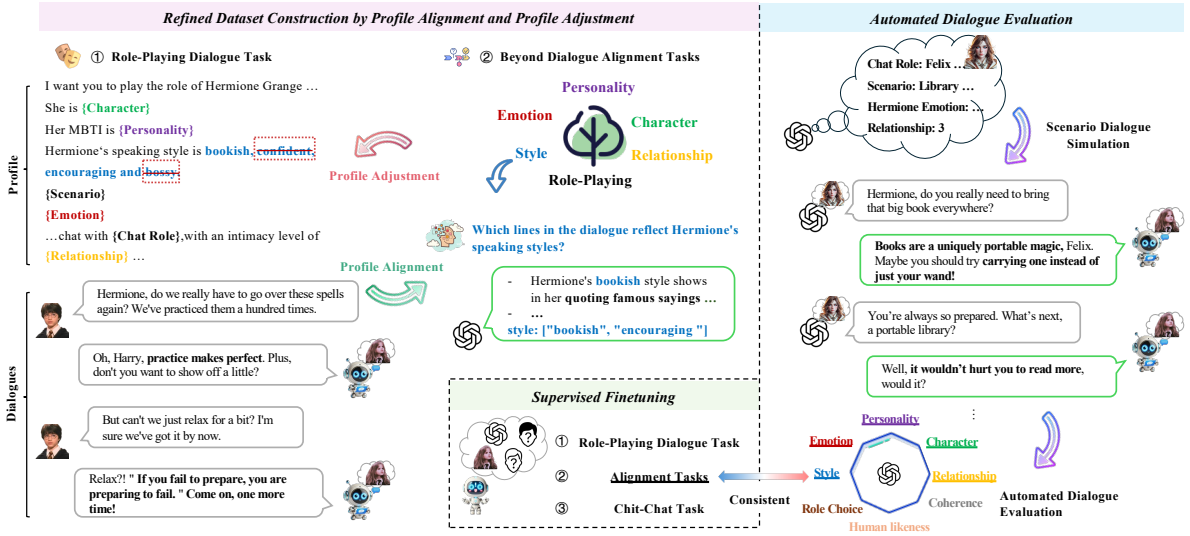 Refined Dataset Construction by Profile Alignment and Profile Adjustment
① Role-Playing Dialogue Task
Profile
I want you to play the role of Hermione Grange …
She is {Character}
Her MBTI is {Personality}
Hermione‘s speaking style is bookish, confident,
encouraging and bossy
{Scenario}
{Emotion}
…chat with {Chat Role},with an intimacy level of
{Relationship} …
Dialogues
Hermione, do we really have to go over these spells
again? We've practiced them a hundred times.
Oh, Harry, practice makes perfect. Plus,
don't you want to show off a little?
But can't we just relax for a bit? I'm
sure we've got it by now.
Relax?! " If you fail to prepare, you are
preparing to fail. " Come on, one more
time!
② Beyond Dialogue Alignment Tasks
Personality
Emotion
Character
Style
Relationship
Role-Playing
Profile Adjustment
Profile Alignment
Which lines in the dialogue reflect Hermione's
speaking styles?
- Hermione's bookish style shows
in her quoting famous sayings …
- …
style: ["bookish", "encouraging "]
Supervised Finetuning
① Role-Playing Dialogue Task
② Alignment Tasks
③ Chit-Chat Task
Consistent
Automated Dialogue Evaluation
Chat Role: Felix …
Scenario: Library …
Hermione Emotion: …
Relationship: 3
Scenario Dialogue
Simulation
Hermione, do you really need to bring
that big book everywhere?
Books are a uniquely portable magic, Felix.
Maybe you should try carrying one instead of
just your wand!
You're always so prepared. What's next,
a portable library?
Well, it wouldn't hurt you to read more,
would it?
⋮
Personality
Emotion
Character
Style
Relationship
Role Choice
Coherence
Human likeness
Automated Dialogue
Evaluation